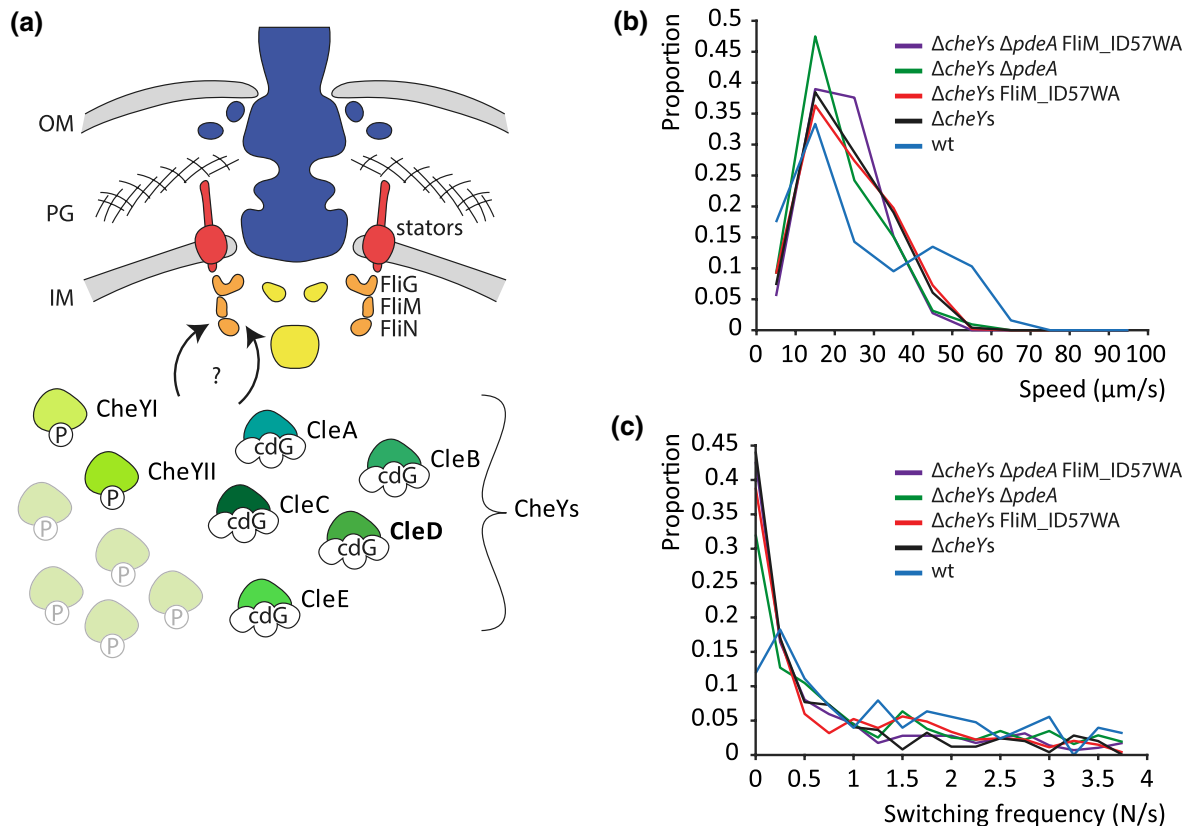 (a)
OM
PG
IM
stators
FliG
FliM
FliN
?
CheYI
P
CheYII
P
P
P
P
P
P
CleA
cdG
CleB
cdG
CleC
cdG
CleD
cdG
CleE
cdG
CheYs
(b)
Proportion
0.5
0.45
0.4
0.35
0.3
0.25
0.2
0.15
0.1
0.05
0
0 10 20 30 40 50 60 70 80 90 100
Speed (µm/s)
ΔcheYs ΔpdeA FliM_ID57WA
ΔcheYs ΔpdeA
ΔcheYs FliM_ID57WA
ΔcheYs
wt
(c)
Proportion
0.45
0.4
0.35
0.3
0.25
0.2
0.15
0.1
0.05
0
0 0.5 1 1.5 2 2.5 3 3.5 4
Switching frequency (N/s)
ΔcheYs ΔpdeA FliM_ID57WA
ΔcheYs ΔpdeA
ΔcheYs FliM_ID57WA
ΔcheYs
wt